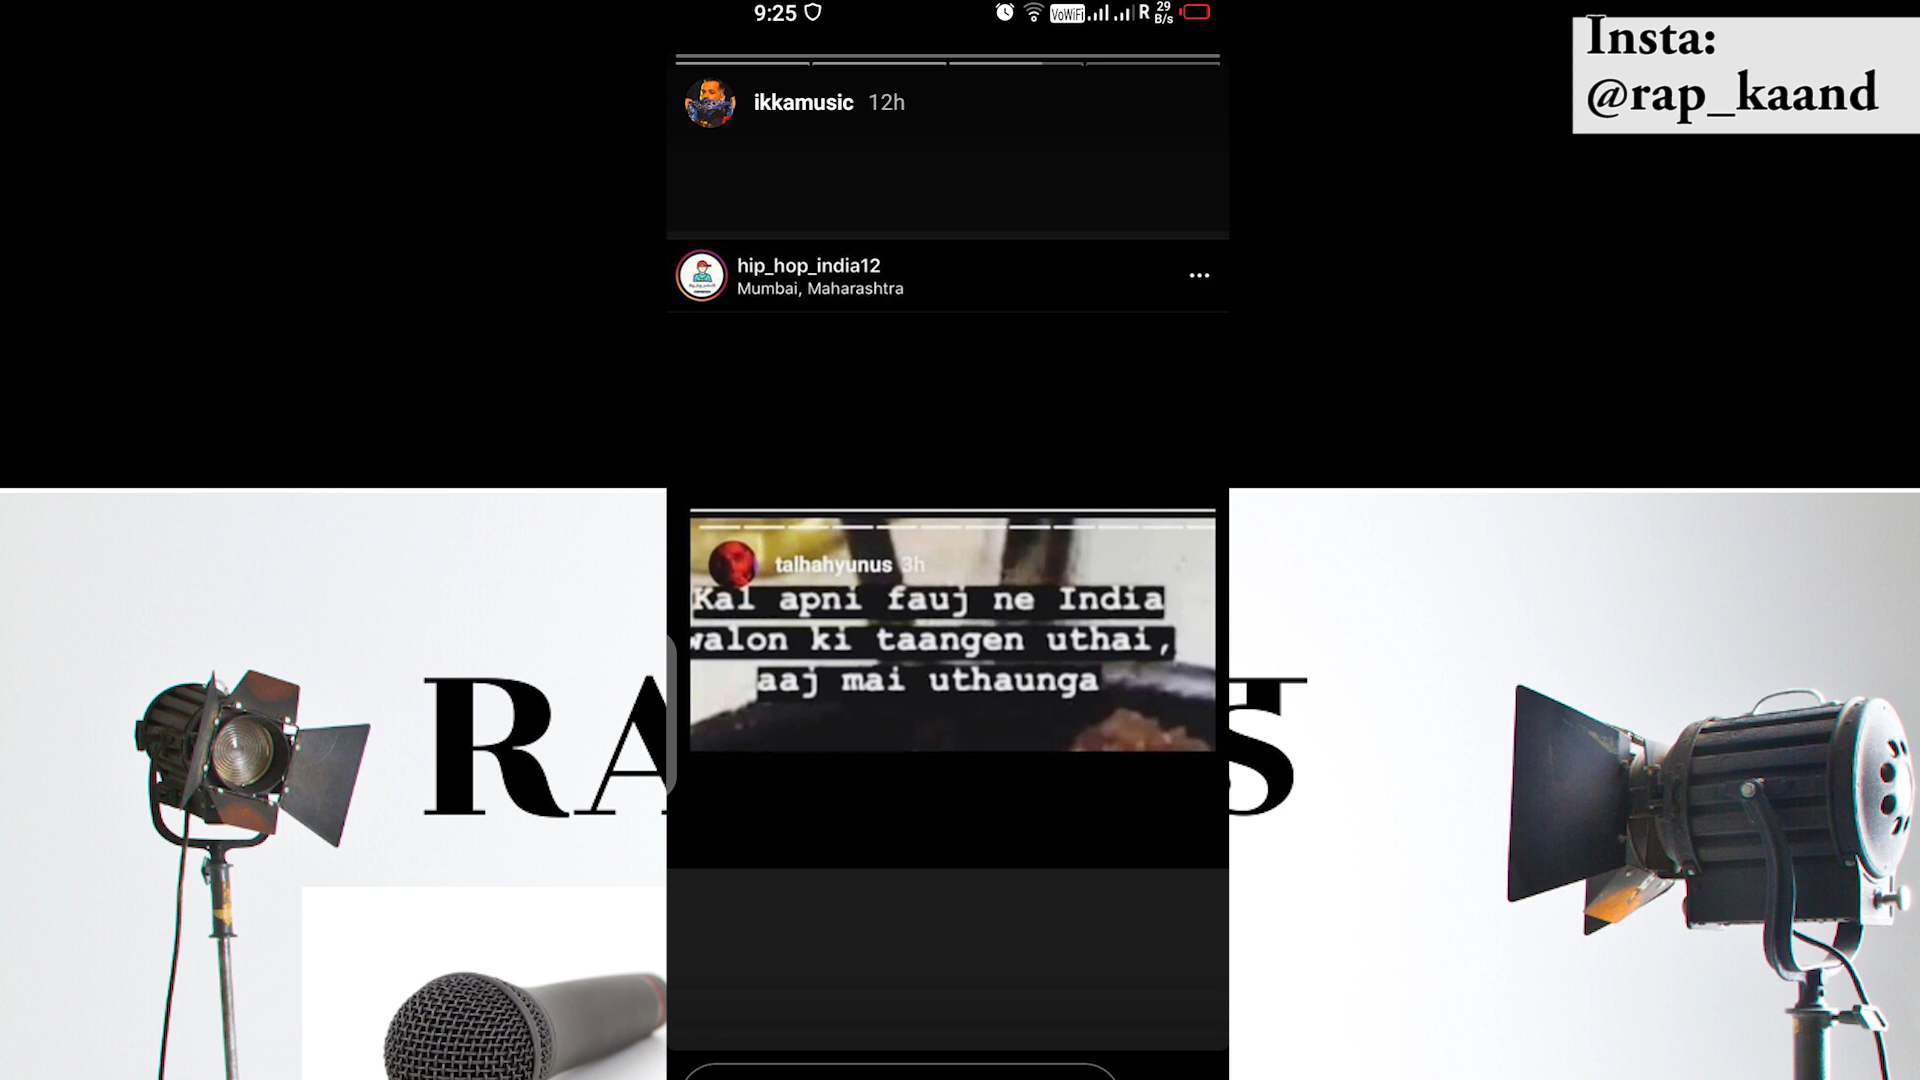 9:25
VoWiFi
R
29
B/s
Insta:
@rap_kaand
ikkamusic 12h
hip_hop_india12
Mumbai, Maharashtra
talhahyunus 3h
Kal apni fauj ne India
walon ki taangen uthai,
aaj mai uthaunga
RA
S